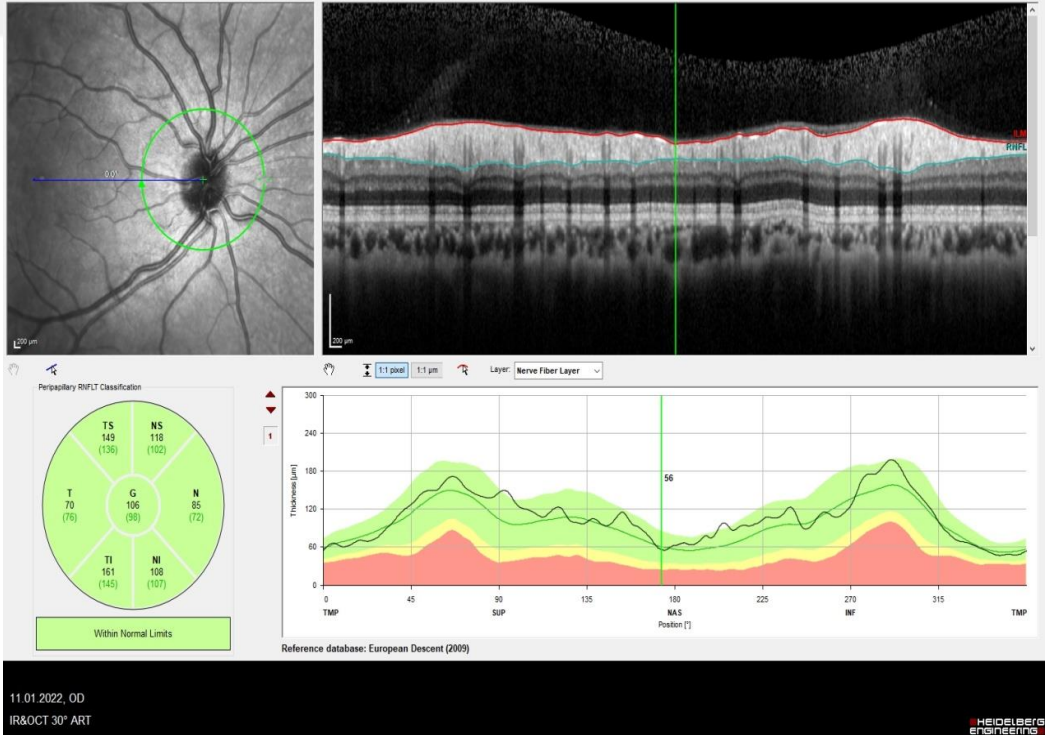 0.01
200 µm
ILM
RNFL
200 µm
1:1 pixel 1:1 µm Layer: Nerve Fiber Layer
Peripapillary RNFLT Classification
TS
149
(136)
NS
118
(102)
T
70
(76)
G
106
(98)
N
85
(72)
TI
161
(145)
NI
108
(107)
Within Normal Limits
1
Thickness [µm]
300
240
180
120
60
0
56
0 45 90 135 180 225 270 315
TMP SUP NAS INF TMP
Position [°]
Reference database: European Descent (2009)
11.01.2022, OD
IR&OCT 30° ART
HEIDELBERG
ENGINEERING